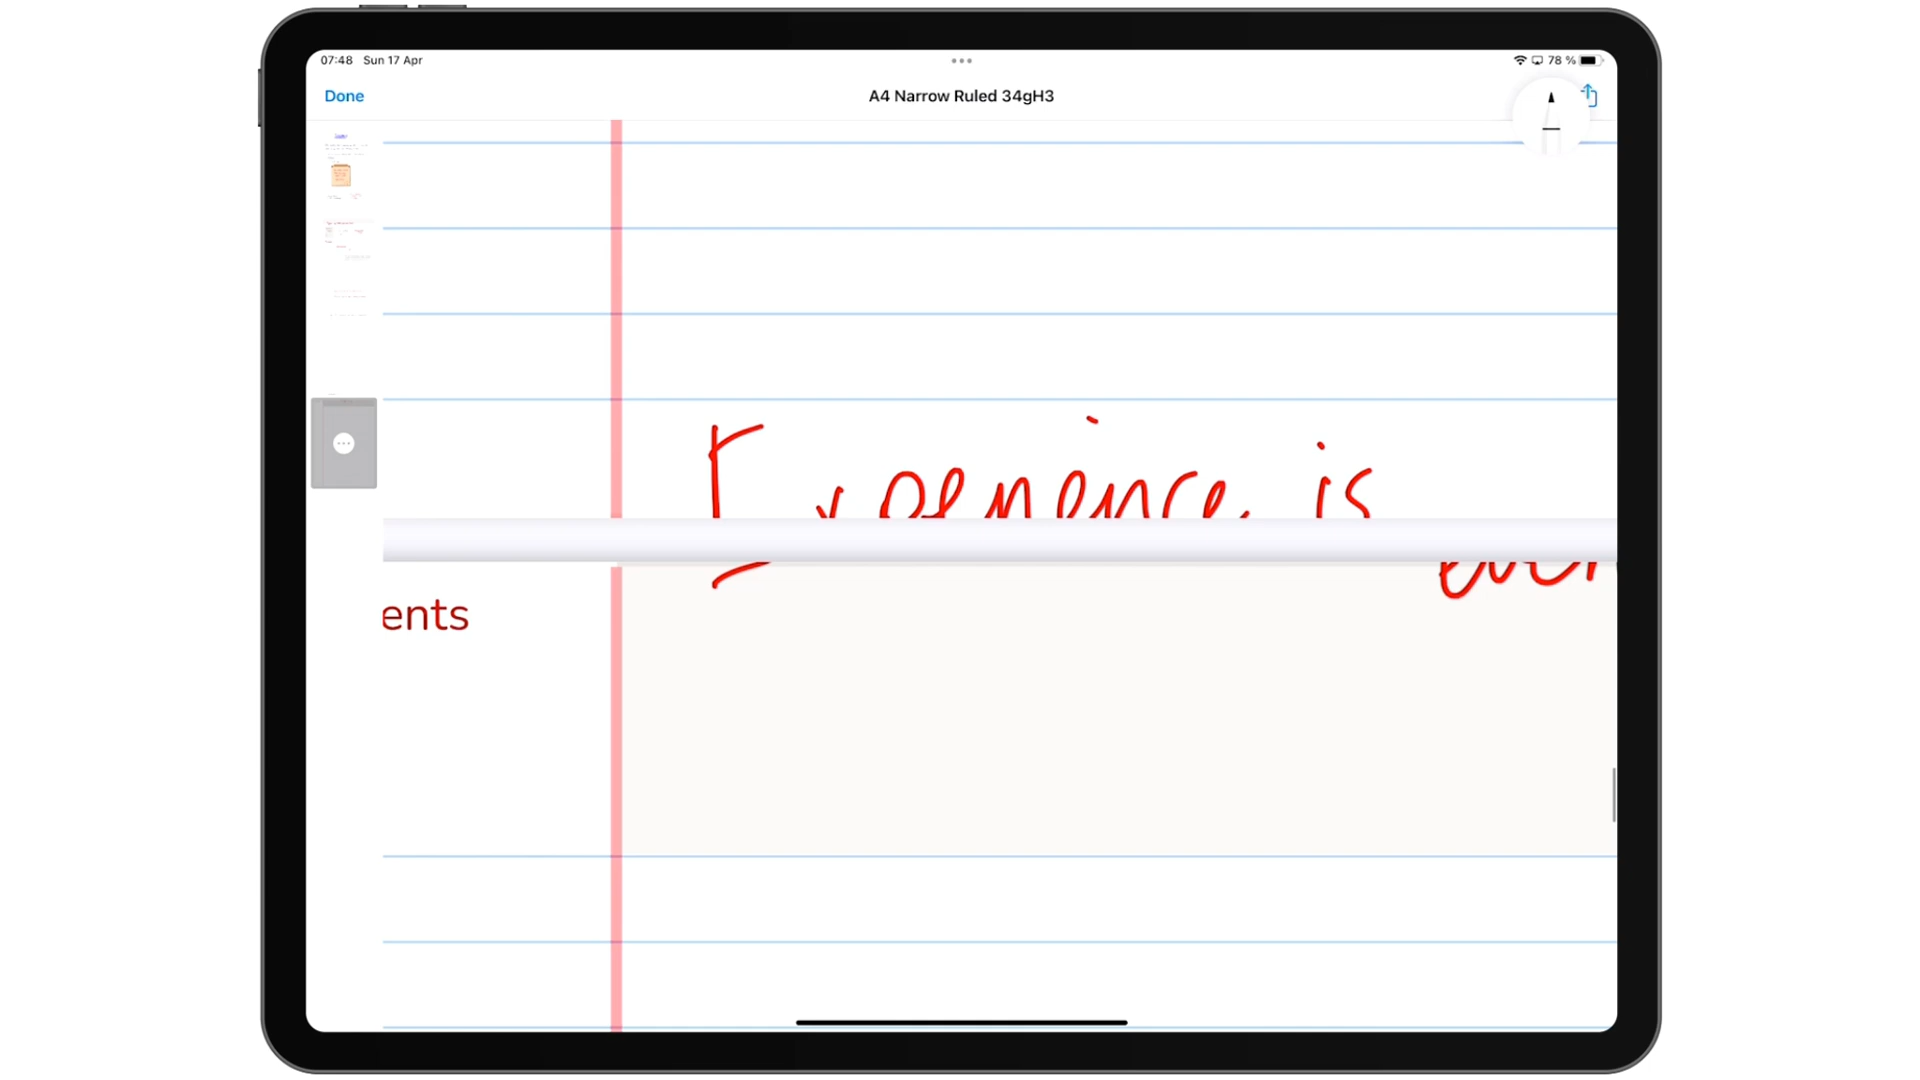 07:48 Sun 17 Apr
78 %
Done
A4 Narrow Ruled 34gH3
Experience is
ents